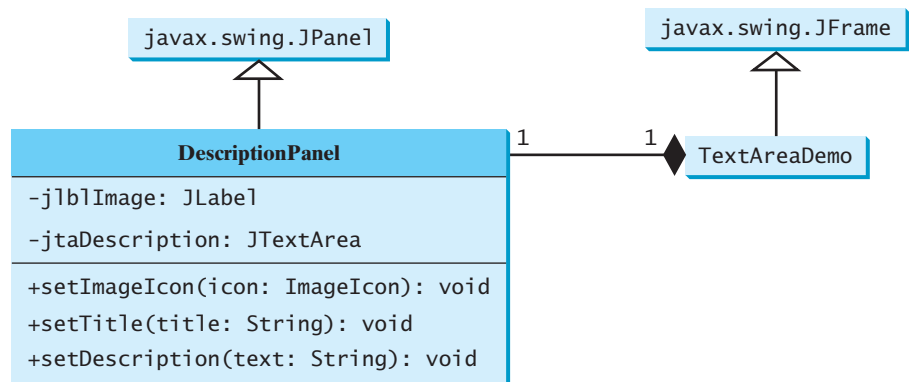 javax.swing.JPanel
javax.swing.JFrame
DescriptionPanel
1
1
TextAreaDemo
-jlblImage: JLabel
-jtaDescription: JTextArea
+setImageIcon(icon: ImageIcon): void
+setTitle(title: String): void
+setDescription(text: String): void